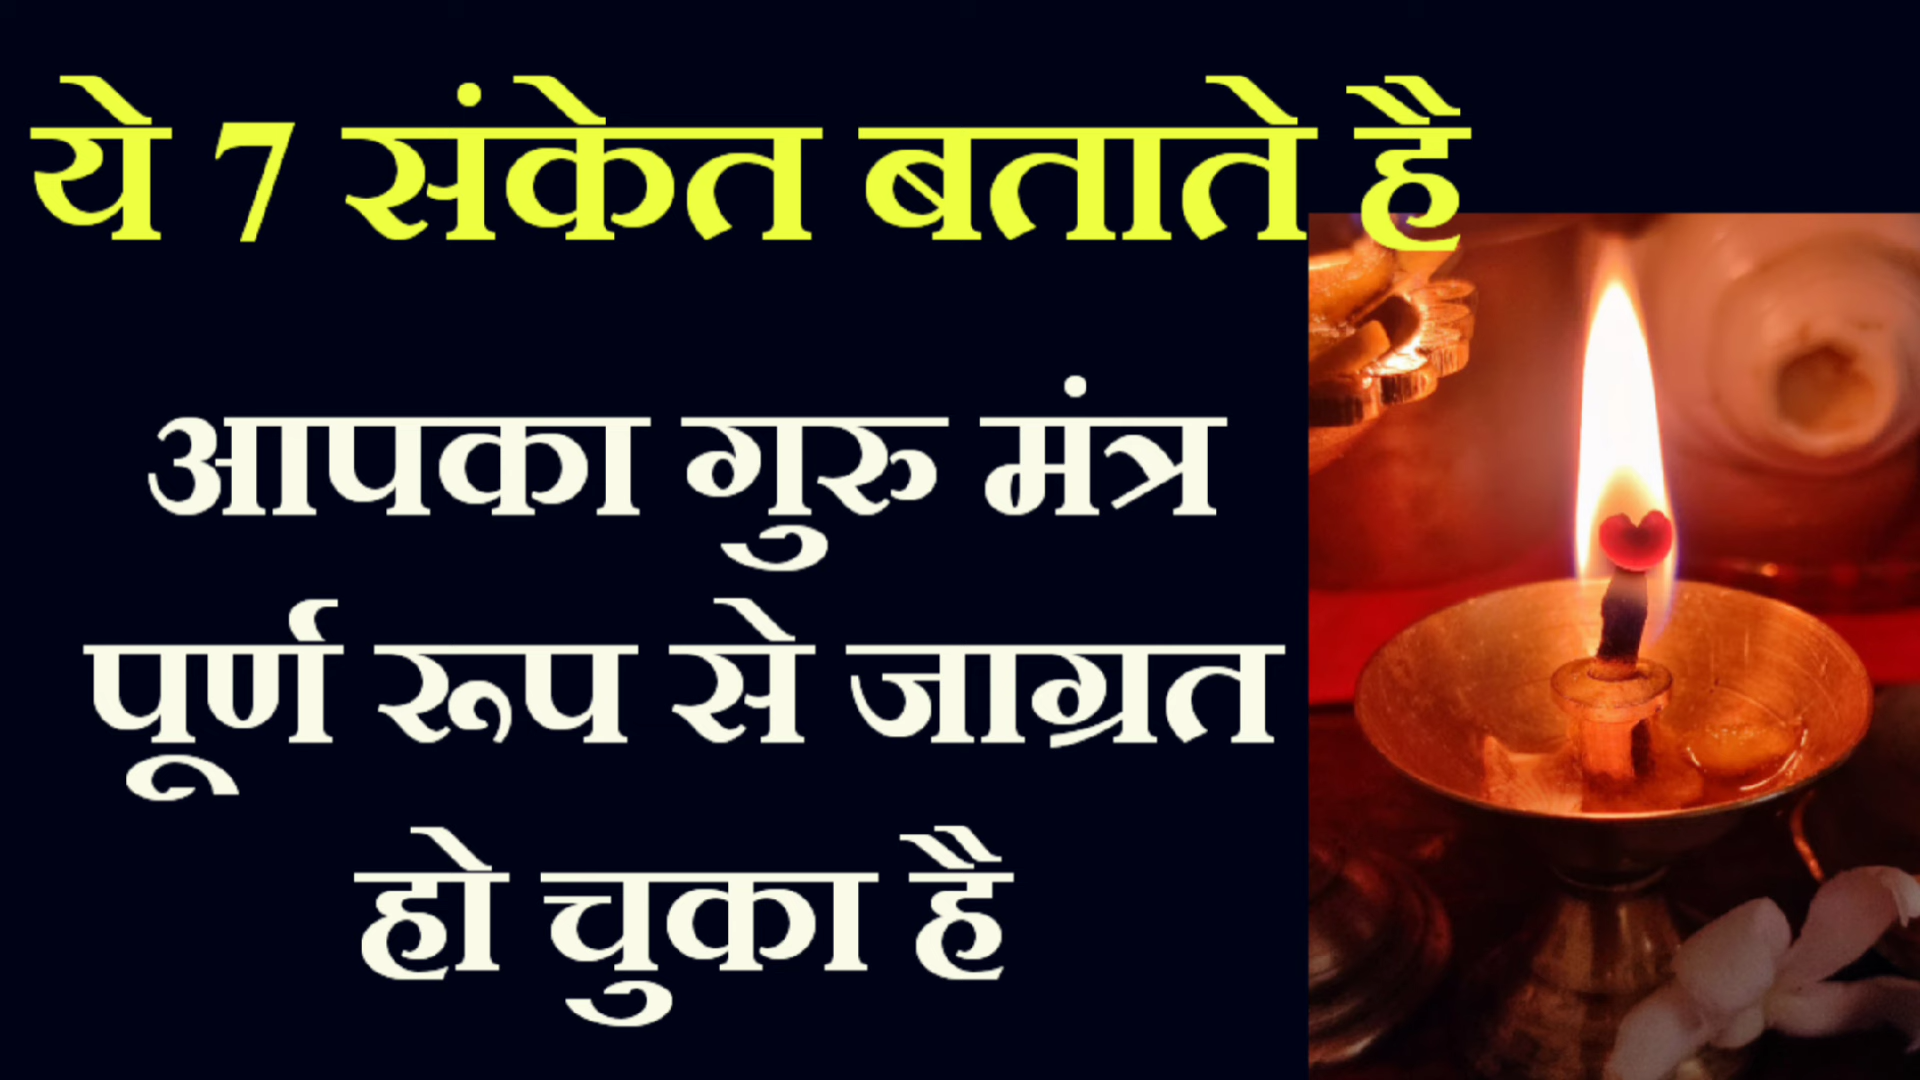 ये 7 संकेत बताते है
आपका गुरु मंत्र
पूर्ण रूप से जाग्रत
हो चुका है